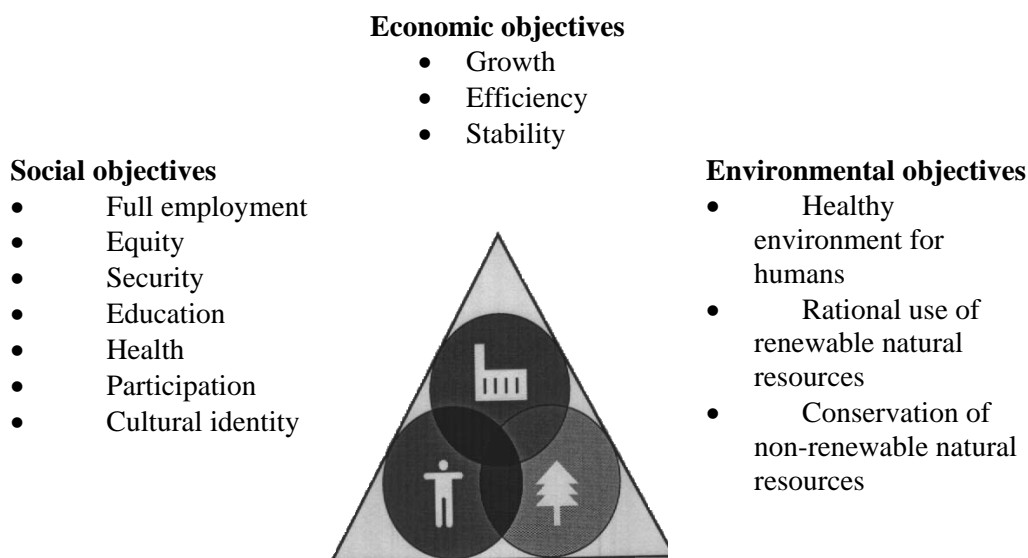 Economic objectives
• Growth
• Efficiency
• Stability
Social objectives
• Full employment
• Equity
• Security
• Education
• Health
• Participation
• Cultural identity
Environmental objectives
• Healthy
environment for
humans
• Rational use of
renewable natural
resources
• Conservation of
non-renewable natural
resources